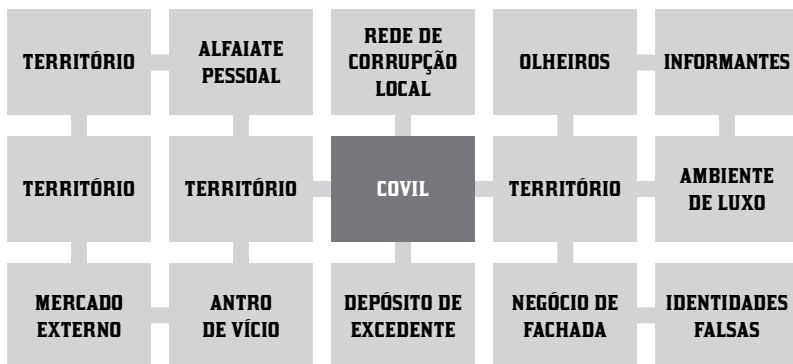 TERRITÓRIO
ALFAIATE
PESSOAL
REDE DE
CORRUPÇÃO
LOCAL
OLHEIROS
INFORMANTES
TERRITÓRIO
TERRITÓRIO
COVIL
TERRITÓRIO
AMBIENTE
DE LUXO
MERCADO
EXTERNO
ANTRO
DE VÍCIO
DEPÓSITO DE
EXCEDENTE
NEGÓCIO DE
FACHADA
IDENTIDADES
FALSAS